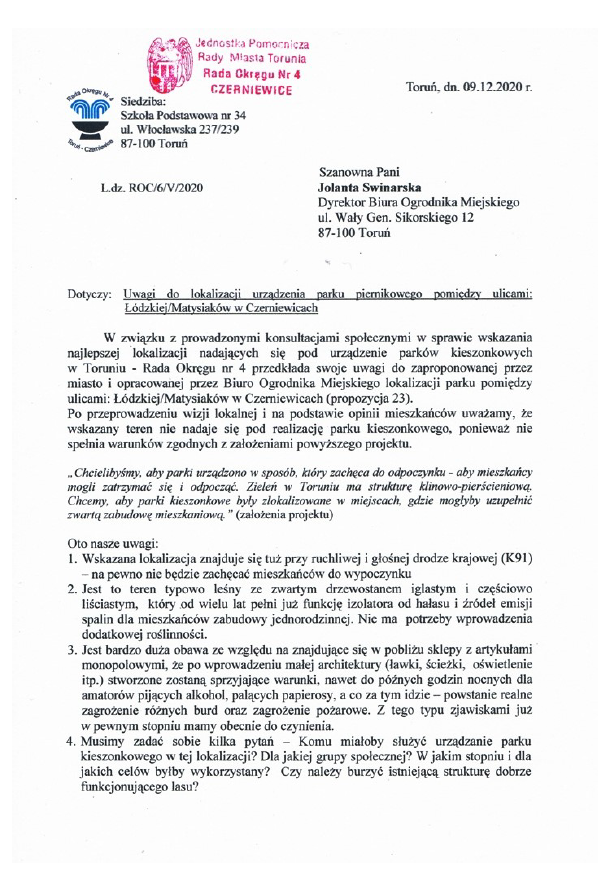 Jednostka Pomocnicza
Rady Miasta Torunia
Rada Okręgu Nr 4
CZERNIEWICE
Toruń, dn. 09.12.2020 r.
Rada Okręgu Nr 4
Toruń - Czerniewice
Siedziba:
Szkoła Podstawowa nr 34
ul. Włocławska 237/239
87-100 Toruń
Szanowna Pani
L.dz. ROC/6/V/2020
Jolanta Swinarska
Dyrektor Biura Ogrodnika Miejskiego
ul. Wały Gen. Sikorskiego 12
87-100 Toruń
Dotyczy: Uwagi do lokalizacji urządzenia parku piernikowego pomiędzy ulicami:
Łódzkiej/Matysiaków w Czerniewicach
W związku z prowadzonymi konsultacjami społecznymi w sprawie wskazania
najlepszej lokalizacji nadających się pod urządzenie parków kieszonkowych
w Toruniu - Rada Okręgu nr 4 przedkłada swoje uwagi do zaproponowanej przez
miasto i opracowanej przez Biuro Ogrodnika Miejskiego lokalizacji parku pomiędzy
ulicami: Łódzkiej/Matysiaków w Czerniewicach (propozycja 23).
Po przeprowadzeniu wizji lokalnej i na podstawie opinii mieszkańców uważamy, że
wskazany teren nie nadaje się pod realizację parku kieszonkowego, ponieważ nie
spełnia warunków zgodnych z założeniami powyższego projektu.
„Chcielibyśmy, aby parki urządzono w sposób, który zachęca do odpoczynku - aby mieszkańcy
mogli zatrzymać się i odpocząć. Zieleń w Toruniu ma strukturę klinowo-pierścieniową.
Chcemy, aby parki kieszonkowe były zlokalizowane w miejscach, gdzie mogłyby uzupełnić
zwartą zabudowę mieszkaniową.” (założenia projektu)
Oto nasze uwagi:
1. Wskazana lokalizacja znajduje się tuż przy ruchliwej i głośnej drodze krajowej (K91)
– na pewno nie będzie zachęcać mieszkańców do wypoczynku
2. Jest to teren typowo leśny ze zwartym drzewostanem iglastym i częściowo
liściastym, który od wielu lat pełni już funkcję izolatora od hałasu i źródeł emisji
spalin dla mieszkańców zabudowy jednorodzinnej. Nie ma potrzeby wprowadzenia
dodatkowej roślinności.
3. Jest bardzo duża obawa ze względu na znajdujące się w pobliżu sklepy z artykułami
monopolowymi, że po wprowadzeniu małej architektury (ławki, ścieżki, oświetlenie
itp.) stworzone zostaną sprzyjające warunki, nawet do późnych godzin nocnych dla
amatorów pijących alkohol, palących papierosy, a co za tym idzie – powstanie realne
zagrożenie różnych burd oraz zagrożenie pożarowe. Z tego typu zjawiskami już
w pewnym stopniu mamy obecnie do czynienia.
4. Musimy zadać sobie kilka pytań – Komu miałoby służyć urządzanie parku
kieszonkowego w tej lokalizacji? Dla jakiej grupy społecznej? W jakim stopniu i dla
jakich celów byłby wykorzystany? Czy należy burzyć istniejącą strukturę dobrze
funkcjonującego lasu?